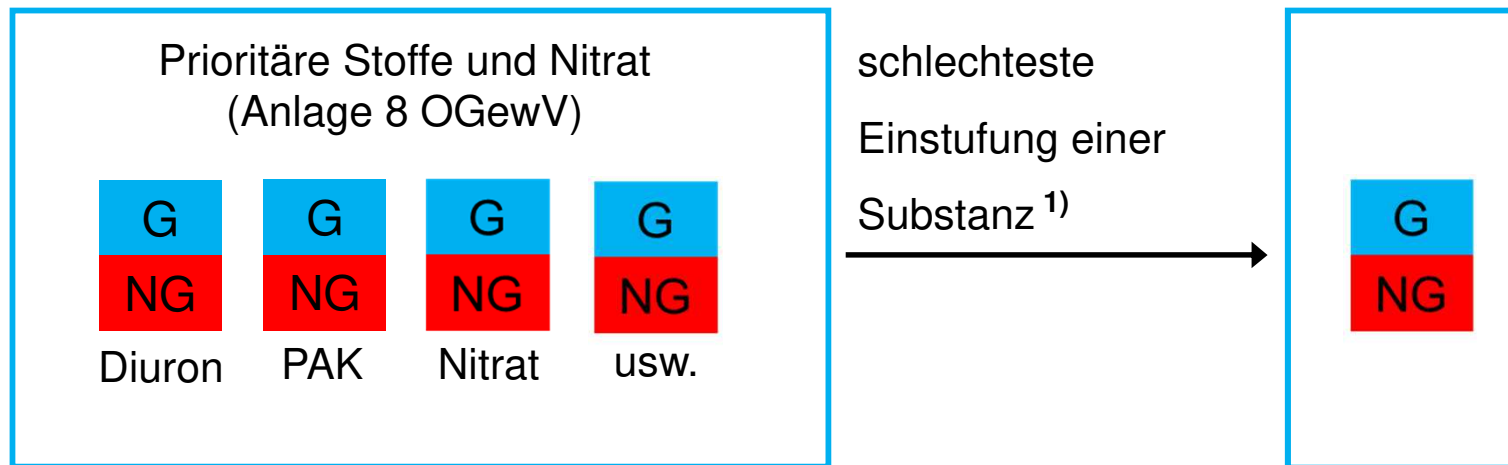 Prioritäre Stoffe und Nitrat
(Anlage 8 OGewV)
G G G G
NG NG NG NG
Diuron PAK Nitrat usw.
schlechteste
Einstufung einer
Substanz 1)
G
NG